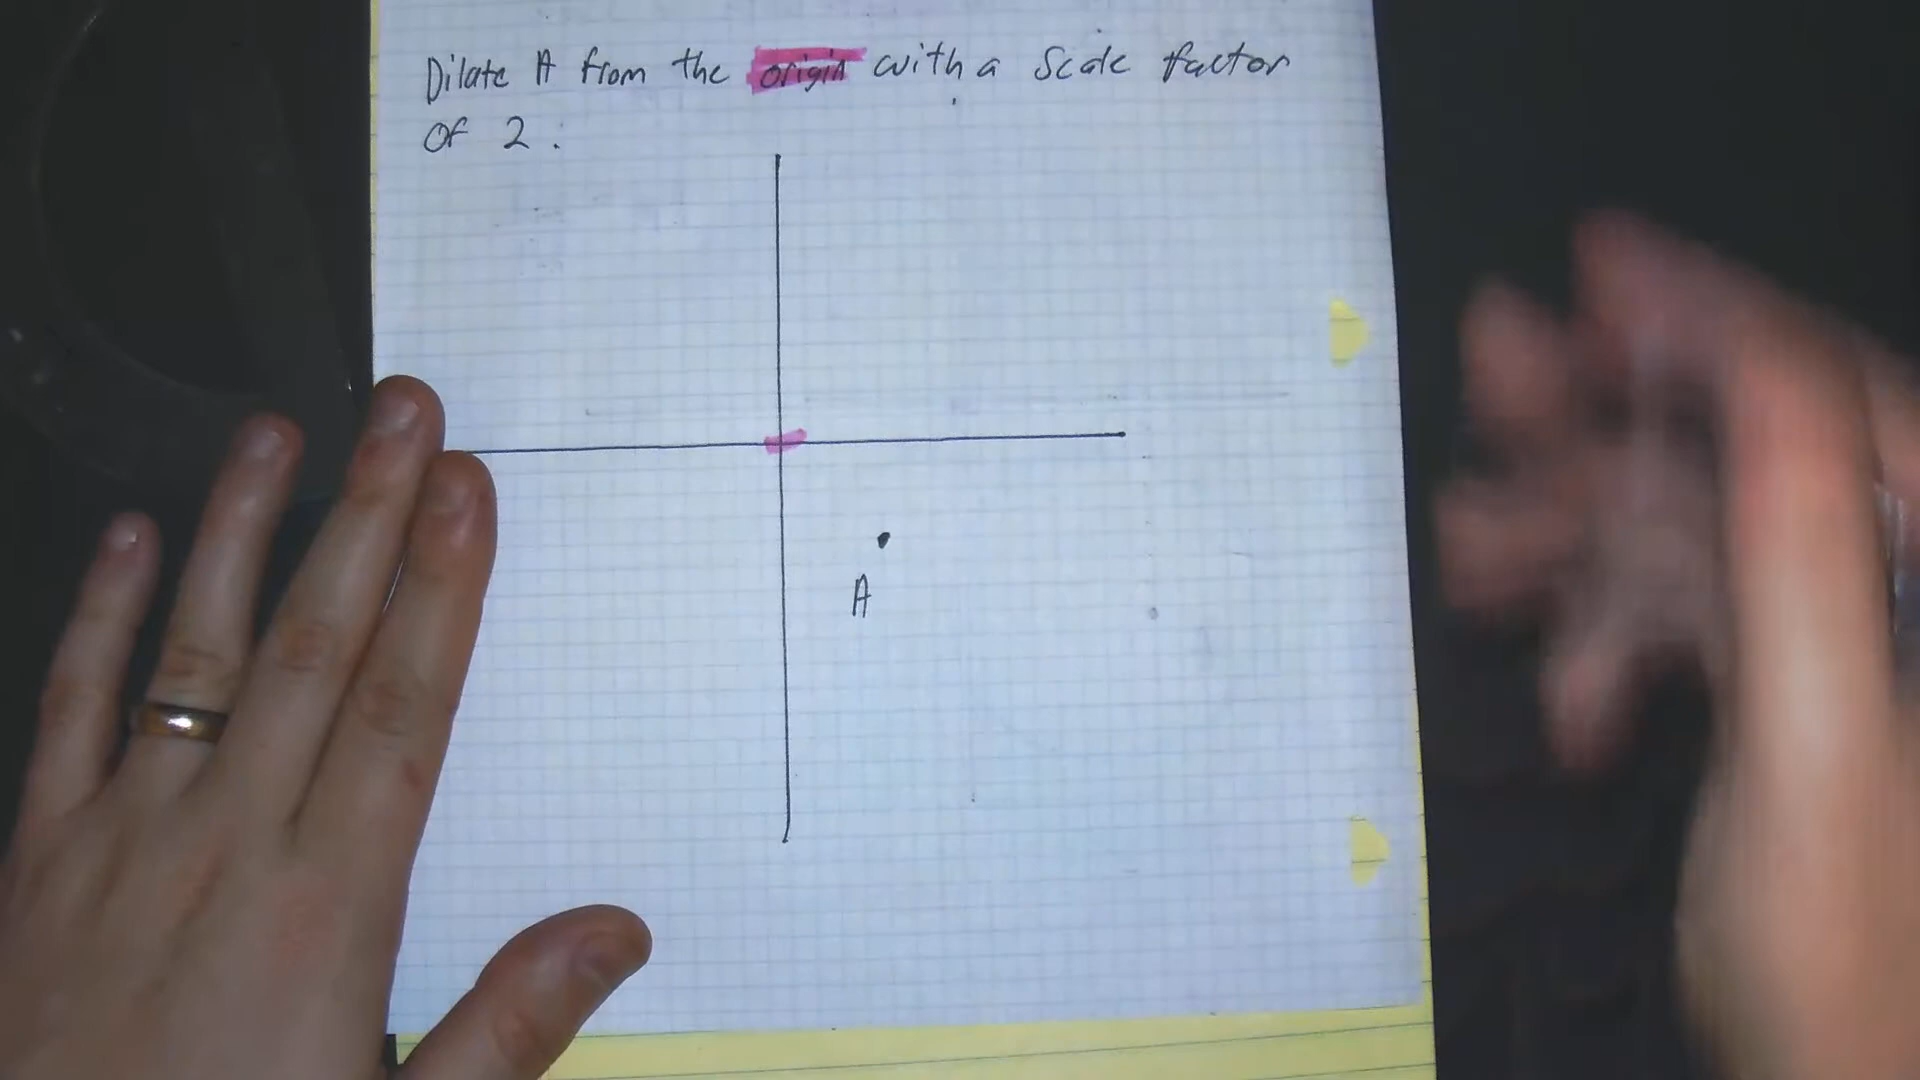 Dilate A from the origin with a scale factor
of 2.
A